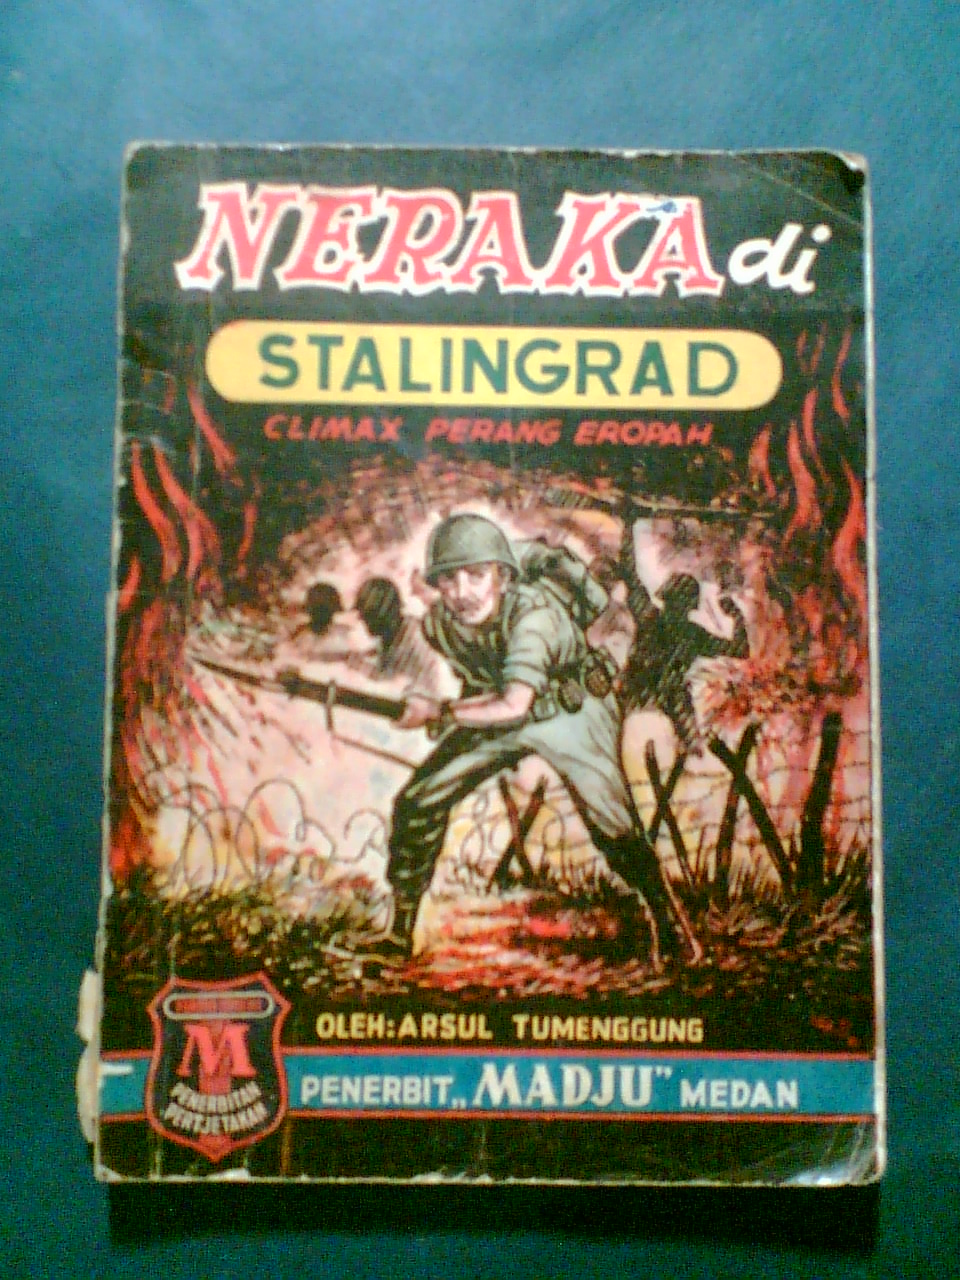 NERAKA di
STALINGRAD
CLIMAX PERANG EROPAH
OLEH: ARSUL TUMENGGUNG
PENERBIT „MADJU" MEDAN
M
PENERBITAN
PERTJETAKAN